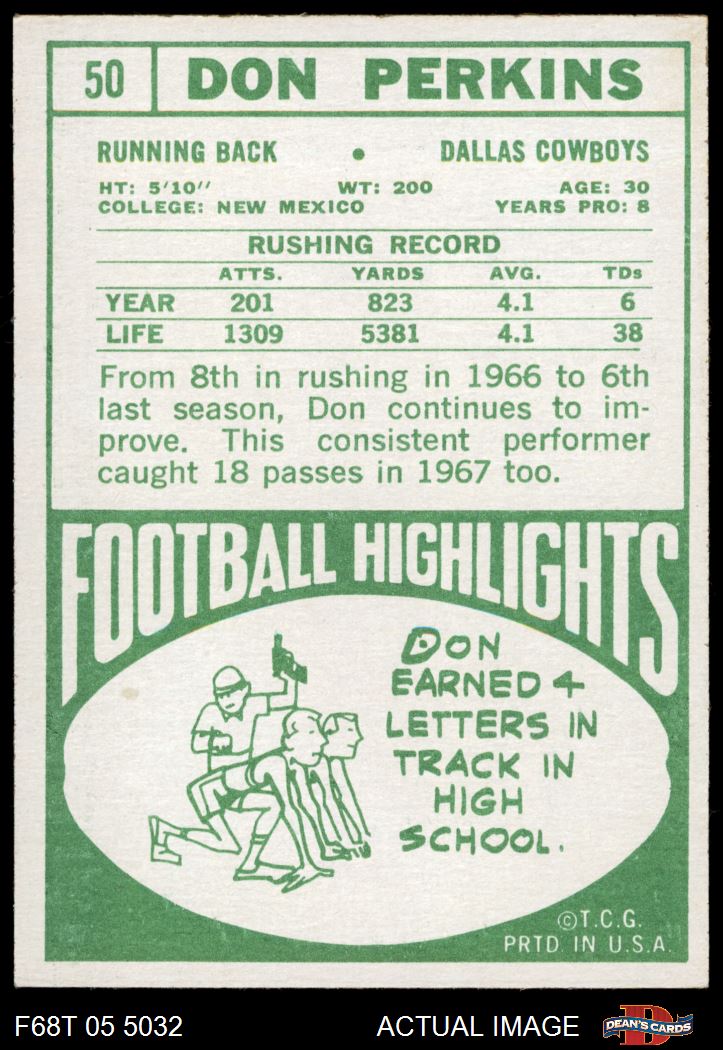 50 DON PERKINS
RUNNING BACK • DALLAS COWBOYS
HT: 5'10" WT: 200 AGE: 30
COLLEGE: NEW MEXICO YEARS PRO: 8
RUSHING RECORD
ATTS. YARDS AVG. TDs
YEAR 201 823 4.1 6
LIFE 1309 5381 4.1 38
From 8th in rushing in 1966 to 6th
last season, Don continues to im-
prove. This consistent performer
caught 18 passes in 1967 too.
FOOTBALL HIGHLIGHTS
DON
EARNED 4
LETTERS IN
TRACK IN
HIGH
SCHOOL.
©T.C.G.
PRTD. IN U.S.A.
F68T 05 5032 ACTUAL IMAGE D DEAN'S CARDS